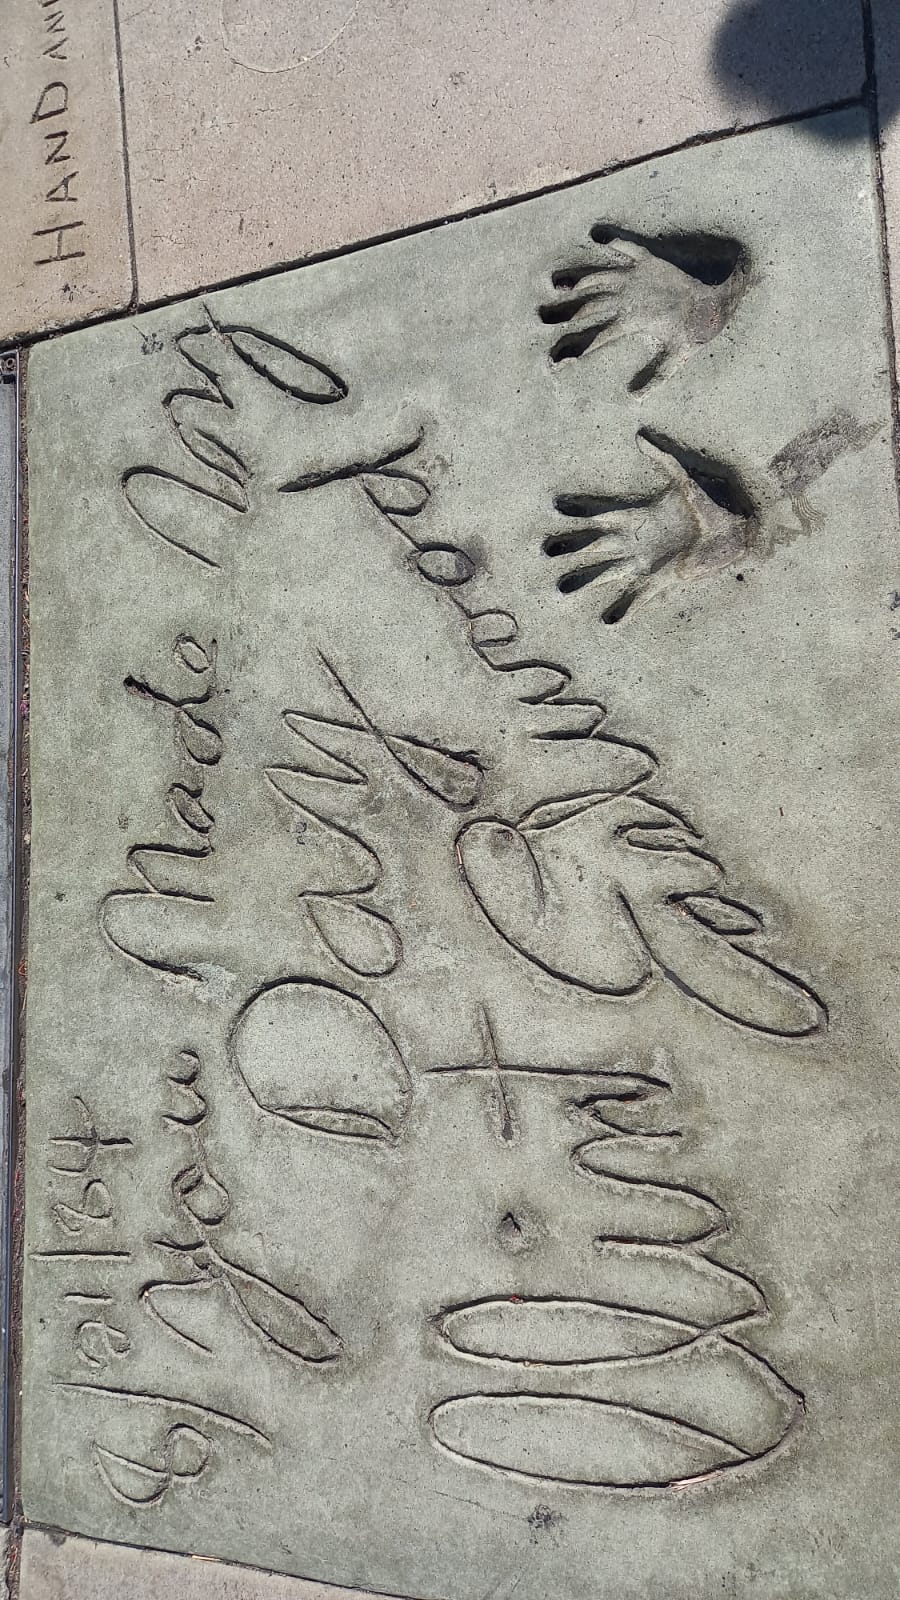 HAND AN
8/21/84
You Made My
Day
Clint Eastwood